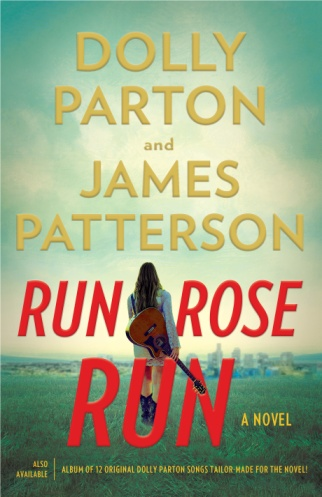 DOLLY
PARTON
and
JAMES
PATTERSON
RUN ROSE
RUN
A NOVEL
ALSO
AVAILABLE
ALBUM OF 12 ORIGINAL DOLLY PARTON SONGS TAILOR-MADE FOR THE NOVEL!